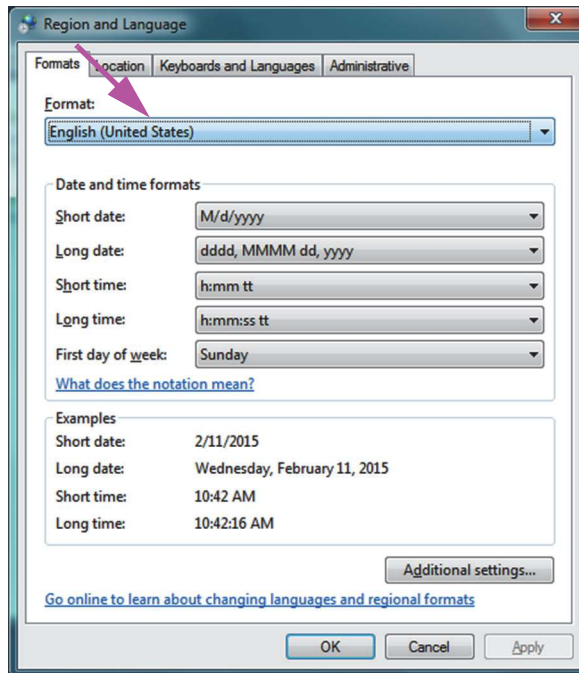 Region and Language
Formats Location Keyboards and Languages Administrative
Format:
English (United States)
Date and time formats
Short date: M/d/yyyy
Long date: dddd, MMMM dd, yyyy
Short time: h:mm tt
Long time: h:mm:ss tt
First day of week: Sunday
What does the notation mean?
Examples
Short date: 2/11/2015
Long date: Wednesday, February 11, 2015
Short time: 10:42 AM
Long time: 10:42:16 AM
Additional settings...
Go online to learn about changing languages and regional formats
OK Cancel Apply